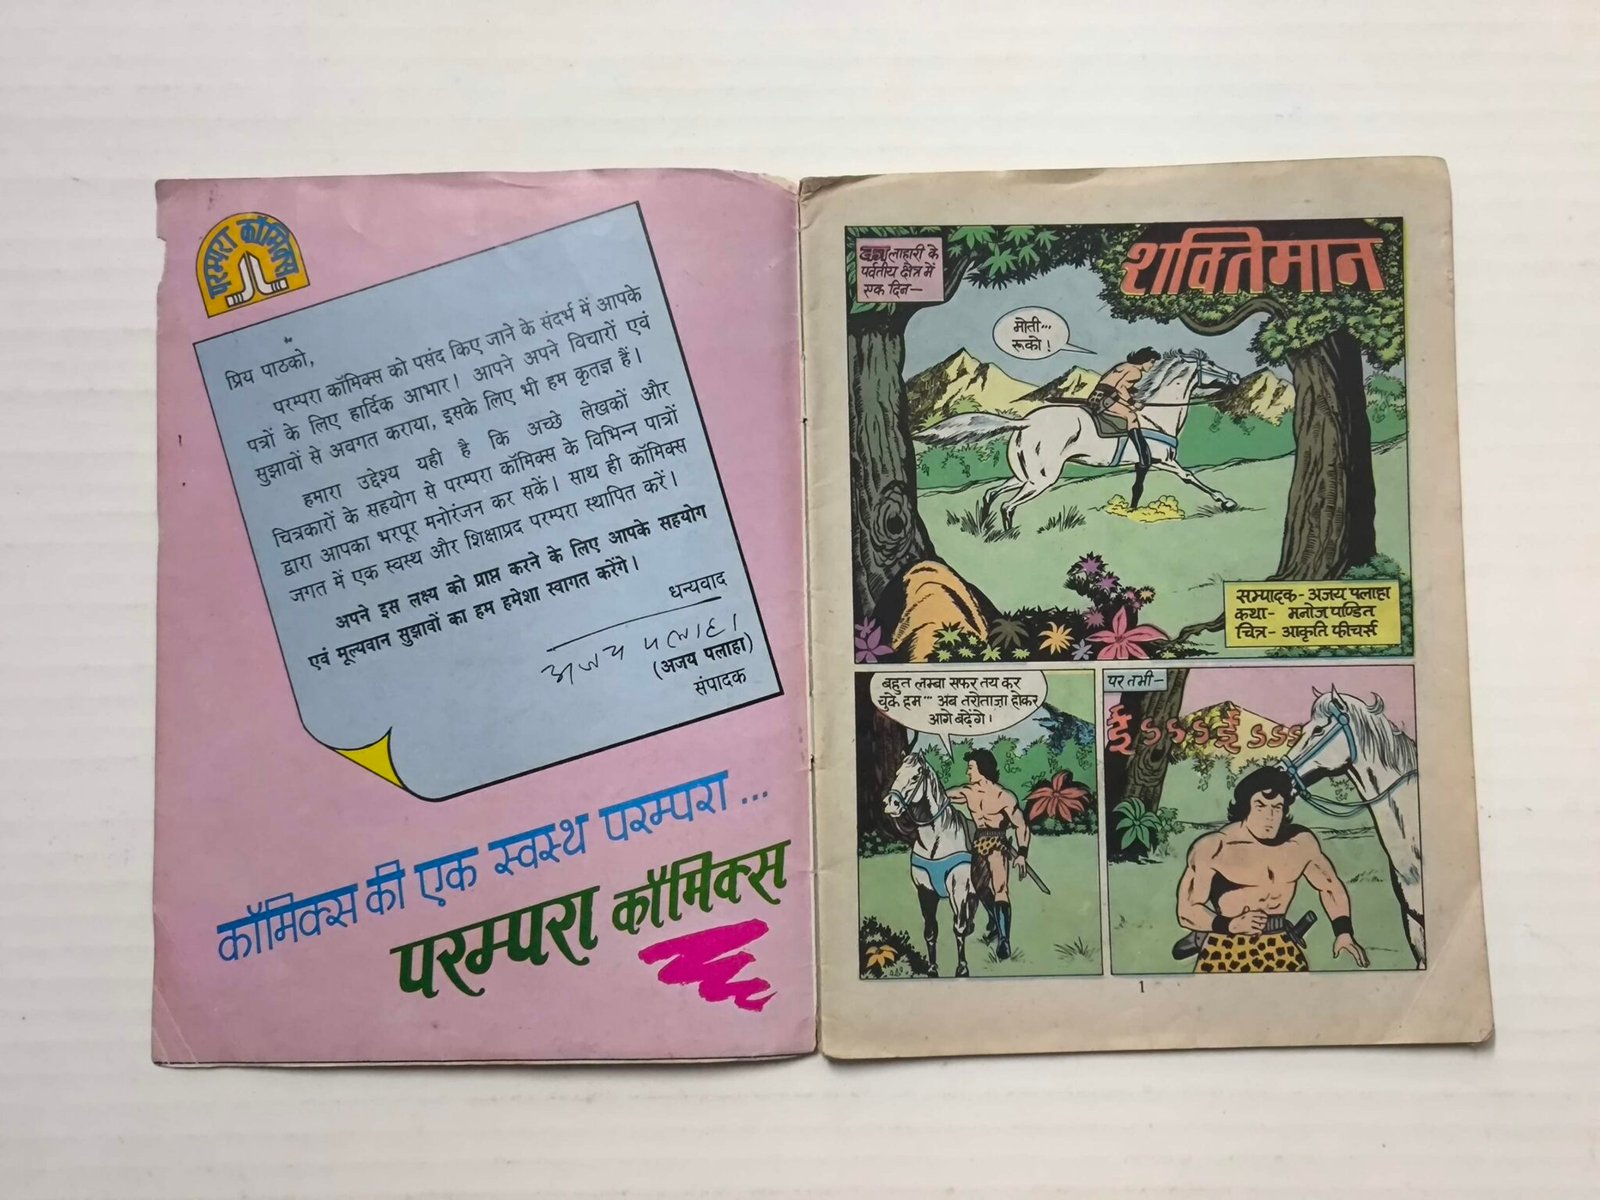 परम्परा कॉमिक्स
प्रिय पाठको,
परम्परा कॉमिक्स को पसंद किए जाने के संदर्भ में आपके
पत्रों के लिए हार्दिक आभार। आपने अपने विचारों एवं
सुझावों से अवगत कराया, इसके लिए भी हम कृतज्ञ हैं।
हमारा उद्देश्य यही है कि अच्छे लेखकों और
चित्रकारों के सहयोग से परम्परा कॉमिक्स के विभिन्न पात्रों
द्वारा आपका भरपूर मनोरंजन कर सकें। साथ ही कॉमिक्स
जगत में एक स्वस्थ और शिक्षाप्रद परम्परा स्थापित करें।
अपने इस लक्ष्य को प्राप्त करने के लिए आपके सहयोग
एवं मूल्यवान सुझावों का हम हमेशा स्वागत करेंगे।
धन्यवाद
अजय पलाहा
(अजय पलाहा)
संपादक
कॉमिक्स की एक स्वस्थ परम्परा...
परम्परा कॉमिक्स
शक्तिमान
लाहारी के
पर्वतीय क्षेत्र में
एक दिन—
मोती...
रूको!
सम्पादक- अजय पलाहा
कथा- मनोज पण्डित
चित्र- आकृति फीचर्स
बहुत लम्बा सफर तय कर
चुके हम... अब तरोताज़ा होकर
आगे बढ़ेंगे।
पर तभी—
ईऽऽऽईऽऽऽ
1